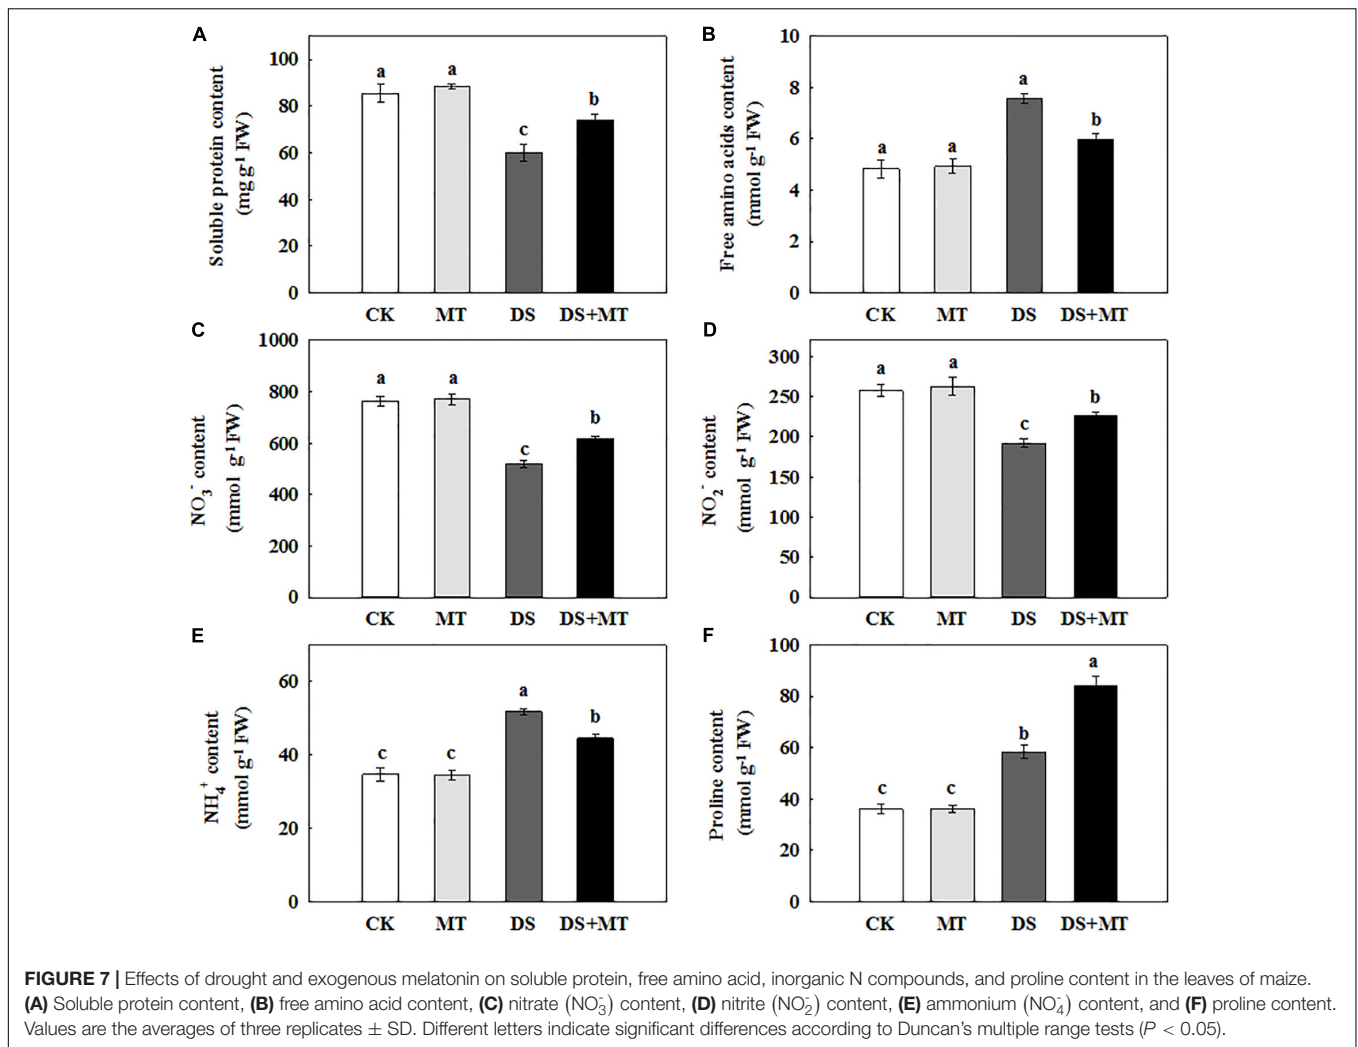 A
Soluble protein content
(mg g-1 FW)
100
80
60
40
20
0
a
a
c
b
CK MT DS DS+MT
B
Free amino acids content
(mmol g-1 FW)
10
8
6
4
2
0
a
a
a
b
CK MT DS DS+MT
C
NO3- content
(mmol g-1 FW)
1000
800
600
400
200
0
a
a
c
b
CK MT DS DS+MT
D
NO2- content
(mmol g-1 FW)
300
250
200
150
100
50
0
a
a
c
b
CK MT DS DS+MT
E
NH4+ content
(mmol g-1 FW)
60
40
20
0
c
c
a
b
CK MT DS DS+MT
F
Proline content
(mmol g-1 FW)
100
80
60
40
20
0
c
c
b
a
CK MT DS DS+MT
FIGURE 7 | Effects of drought and exogenous melatonin on soluble protein, free amino acid, inorganic N compounds, and proline content in the leaves of maize.
(A) Soluble protein content, (B) free amino acid content, (C) nitrate (NO3-) content, (D) nitrite (NO2-) content, (E) ammonium (NO4-) content, and (F) proline content.
Values are the averages of three replicates ± SD. Different letters indicate significant differences according to Duncan's multiple range tests (P < 0.05).